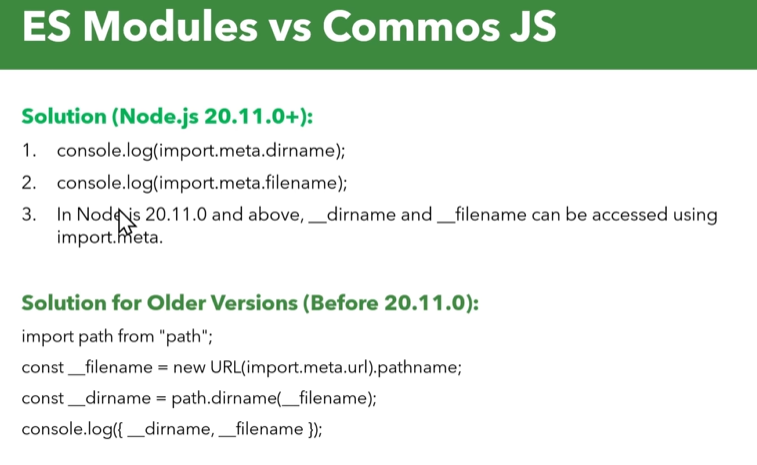 ES Modules vs Commos JS
Solution (Node.js 20.11.0+):
1. console.log(import.meta.dirname);
2. console.log(import.meta.filename);
3. In Node.js 20.11.0 and above, __dirname and __filename can be accessed using
import.meta.
Solution for Older Versions (Before 20.11.0):
import path from "path";
const __filename = new URL(import.meta.url).pathname;
const __dirname = path.dirname(__filename);
console.log({ __dirname, __filename });